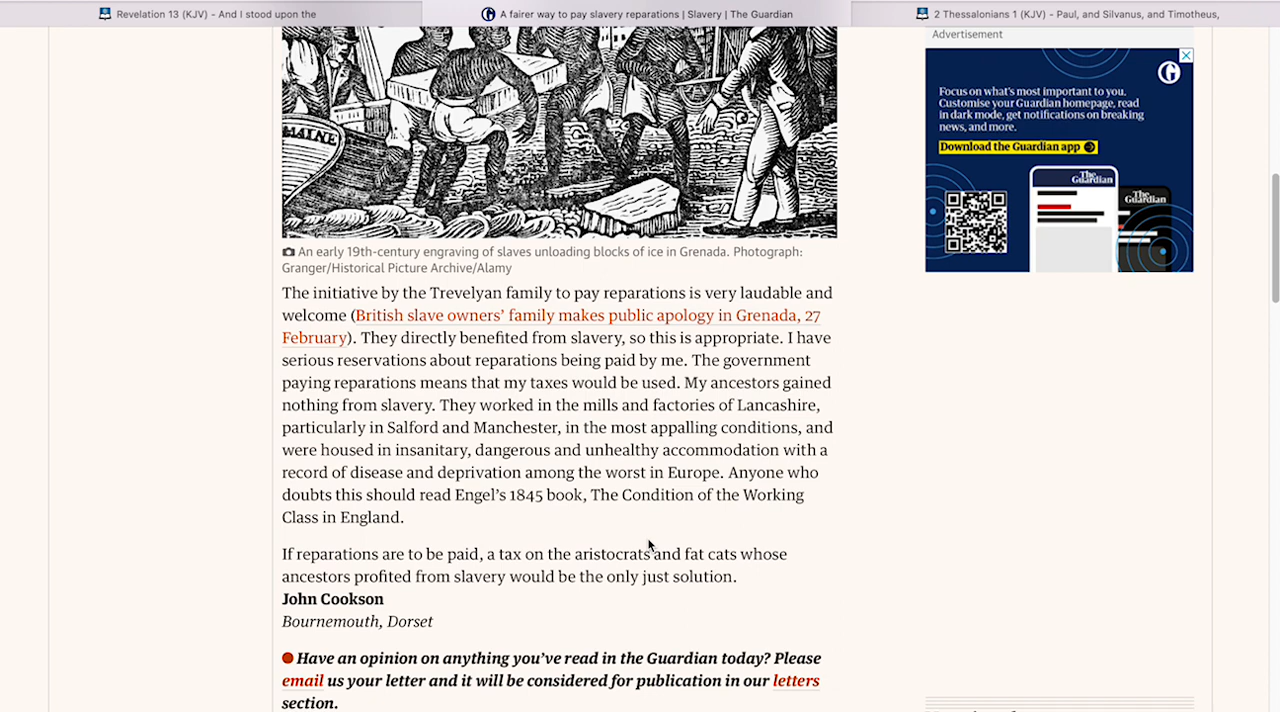 Revelation 13 (KJV) - And I stood upon the
A fairer way to pay slavery reparations | Slavery | The Guardian
2 Thessalonians 1 (KJV) - Paul, and Silvanus, and Timotheus,
MAINE
An early 19th-century engraving of slaves unloading blocks of ice in Grenada. Photograph:
Granger/Historical Picture Archive/Alamy
The initiative by the Trevelyan family to pay reparations is very laudable and
welcome (British slave owners’ family makes public apology in Grenada, 27
February). They directly benefited from slavery, so this is appropriate. I have
serious reservations about reparations being paid by me. The government
paying reparations means that my taxes would be used. My ancestors gained
nothing from slavery. They worked in the mills and factories of Lancashire,
particularly in Salford and Manchester, in the most appalling conditions, and
were housed in insanitary, dangerous and unhealthy accommodation with a
record of disease and deprivation among the worst in Europe. Anyone who
doubts this should read Engel’s 1845 book, The Condition of the Working
Class in England.
If reparations are to be paid, a tax on the aristocrats and fat cats whose
ancestors profited from slavery would be the only just solution.
John Cookson
Bournemouth, Dorset
Have an opinion on anything you’ve read in the Guardian today? Please
email us your letter and it will be considered for publication in our letters
section.
Advertisement
Focus on what’s most important to you.
Customise your Guardian homepage, read
in dark mode, get notifications on breaking
news, and more.
Download the Guardian app
The
Guardian
The
Guardian